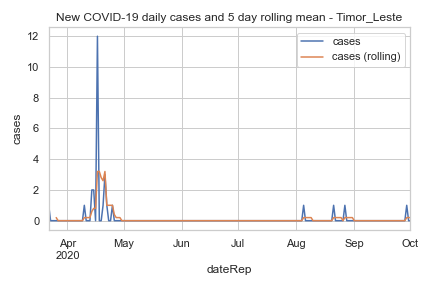 New COVID-19 daily cases and 5 day rolling mean - Timor_Leste
cases
cases (rolling)
12
10
8
6
4
2
0
cases
Apr
2020
May
Jun
Jul
Aug
Sep
Oct
dateRep